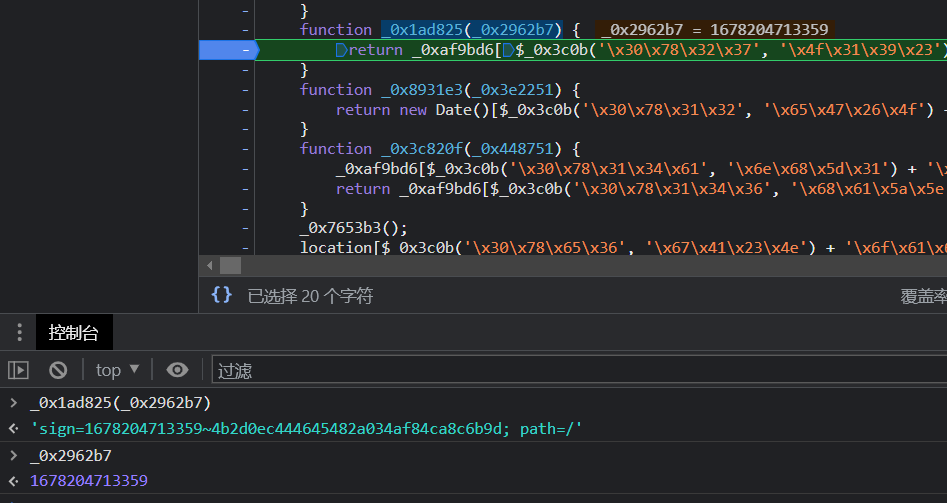 }
function _0x1ad825(_0x2962b7) { _0x2962b7 = 1678204713359
return _0xaf9bd6[$_0x3c0b('\x30\x78\x32\x37', '\x4f\x31\x39\x23')
}
function _0x8931e3(_0x3e2251) {
return new Date()[$_0x3c0b('\x30\x78\x31\x32', '\x65\x47\x26\x4f') +
}
function _0x3c820f(_0x448751) {
_0xaf9bd6[$_0x3c0b('\x30\x78\x31\x34\x61', '\x6e\x68\x5d\x31') + '\x
return _0xaf9bd6[$_0x3c0b('\x30\x78\x31\x34\x36', '\x68\x61\x5a\x5e
}
_0x7653b3();
location[$_0x3c0b('\x30\x78\x65\x36', '\x67\x41\x23\x4e') + '\x6f\x61\x6
{} 已选择 20 个字符 覆盖率
控制台
top ▼ 过滤
> _0x1ad825(_0x2962b7)
'sign=1678204713359~4b2d0ec444645482a034af84ca8c6b9d; path=/'
> _0x2962b7
1678204713359